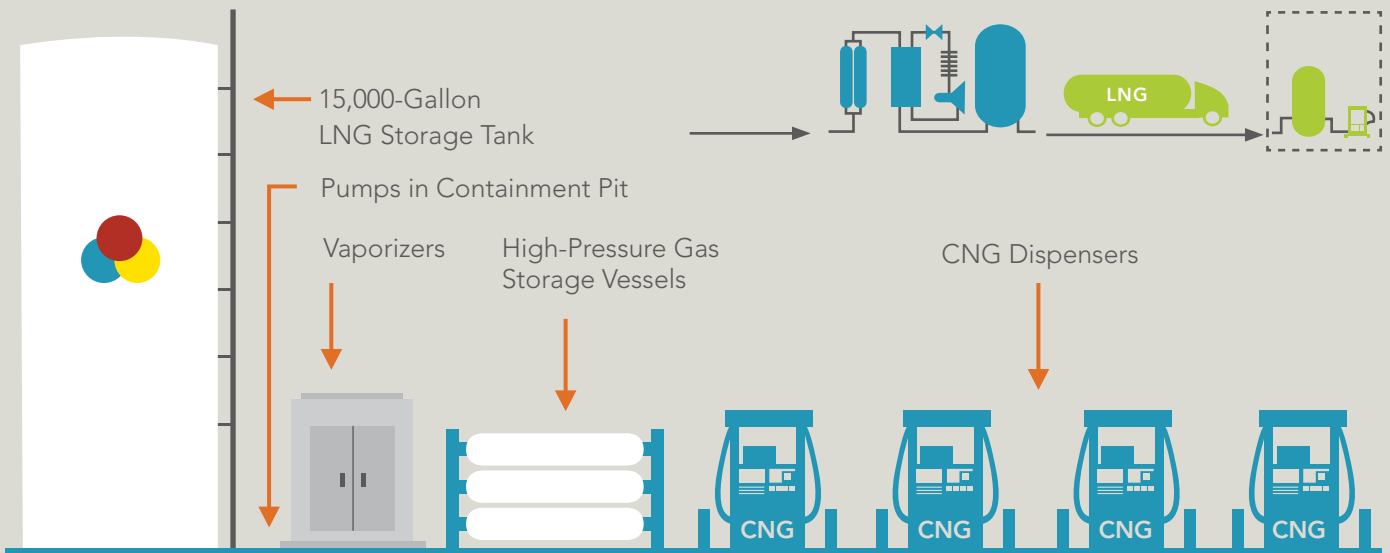 15,000-Gallon
LNG Storage Tank
LNG
Pumps in Containment Pit
Vaporizers
High-Pressure Gas
Storage Vessels
CNG Dispensers
CNG
CNG
CNG
CNG